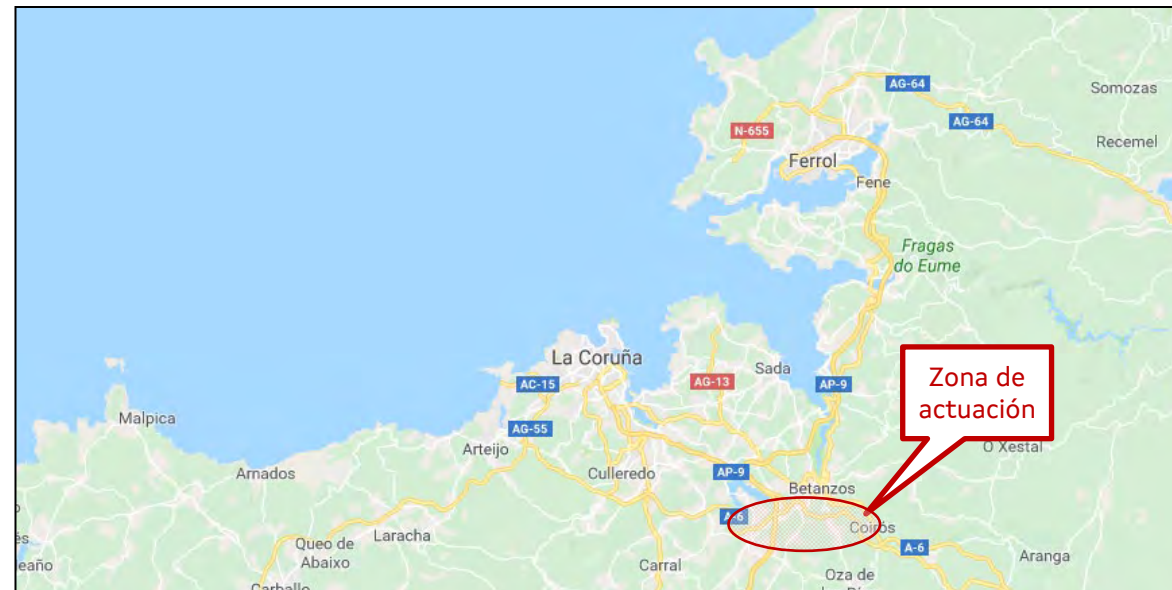 AG-64
Somozas
AG-64
N-655
Recemel
Ferrol
Fene
Fragas
do Eume
La Coruña
Sada
AC-15
AG-13
AP-9
Zona de
actuación
Malpica
AG-55
Arteijo
O Xestal
Arnados
Culleredo
AP-9
Betanzos
A-6
Coirós
Laracha
Queo de
Abaixo
A-6
Aranga
eaño
Carral
Oza de